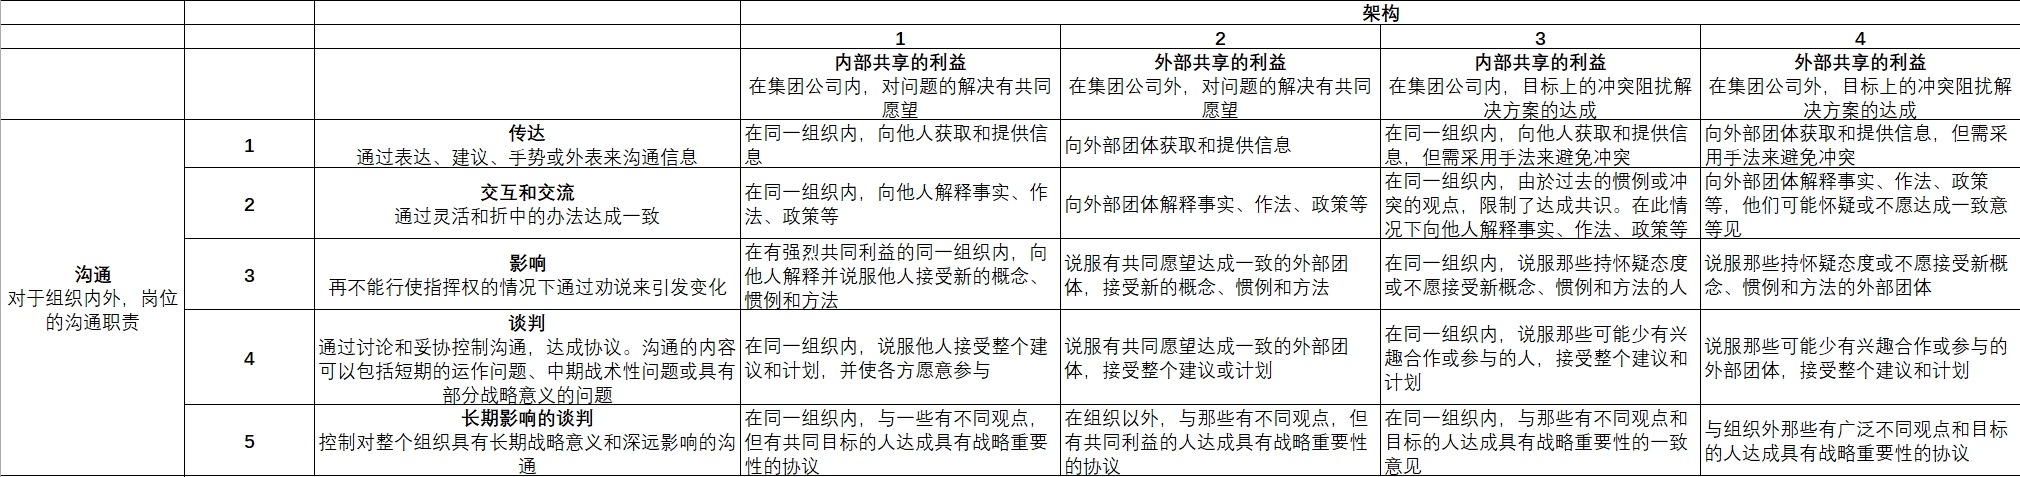 架构
1
2
3
4
内部共享的利益
在集团公司内，对问题的解决有共同
愿望
外部共享的利益
在集团公司外，对问题的解决有共同
愿望
内部共享的利益
在集团公司内，目标上的冲突阻扰解
决方案的达成
外部共享的利益
在集团公司外，目标上的冲突阻扰解
决方案的达成
沟通
对于组织内外，岗位
的沟通职责
1
传达
通过表达、建议、手势或外表来沟通信息
在同一组织内，向他人获取和提供信
息
向外部团体获取和提供信息
在同一组织内，向他人获取和提供信
息，但需采用手法来避免冲突
向外部团体获取和提供信息，但需采
用手法来避免冲突
2
交互和交流
通过灵活和折中的办法达成一致
在同一组织内，向他人解释事实、作
法、政策等
向外部团体解释事实、作法、政策等
在同一组织内，由於过去的惯例或冲
突的观点，限制了达成共识。在此情
况下向他人解释事实、作法、政策等
向外部团体解释事实、作法、政策
等，他们可能怀疑或不愿达成一致意
等见
3
影响
再不能行使指挥权的情况下通过劝说来引发变化
在有强烈共同利益的同一组织内，向
他人解释并说服他人接受新的概念、
惯例和方法
说服有共同愿望达成一致的外部团
体，接受新的概念、惯例和方法
在同一组织内，说服那些持怀疑态度
或不愿接受新概念、惯例和方法的人
说服那些持怀疑态度或不愿接受新概
念、惯例和方法的外部团体
4
谈判
通过讨论和妥协控制沟通，达成协议。沟通的内容
可以包括短期的运作问题、中期战术性问题或具有
部分战略意义的问题
在同一组织内，说服他人接受整个建
议和计划，并使各方愿意参与
说服有共同愿望达成一致的外部团
体，接受整个建议或计划
在同一组织内，说服那些可能少有兴
趣合作或参与的人，接受整个建议和
计划
说服那些可能少有兴趣合作或参与的
外部团体，接受整个建议和计划
5
长期影响的谈判
控制对整个组织具有长期战略意义和深远影响的沟
通
在同一组织内，与一些有不同观点，
但有共同目标的人达成具有战略重要
性的协议
在组织以外，与那些有不同观点，但
有共同利益的人达成具有战略重要性
的协议
在同一组织内，与那些有不同观点和
目标的人达成具有战略重要性的一致
意见
与组织外那些有广泛不同观点和目标
的人达成具有战略重要性的协议